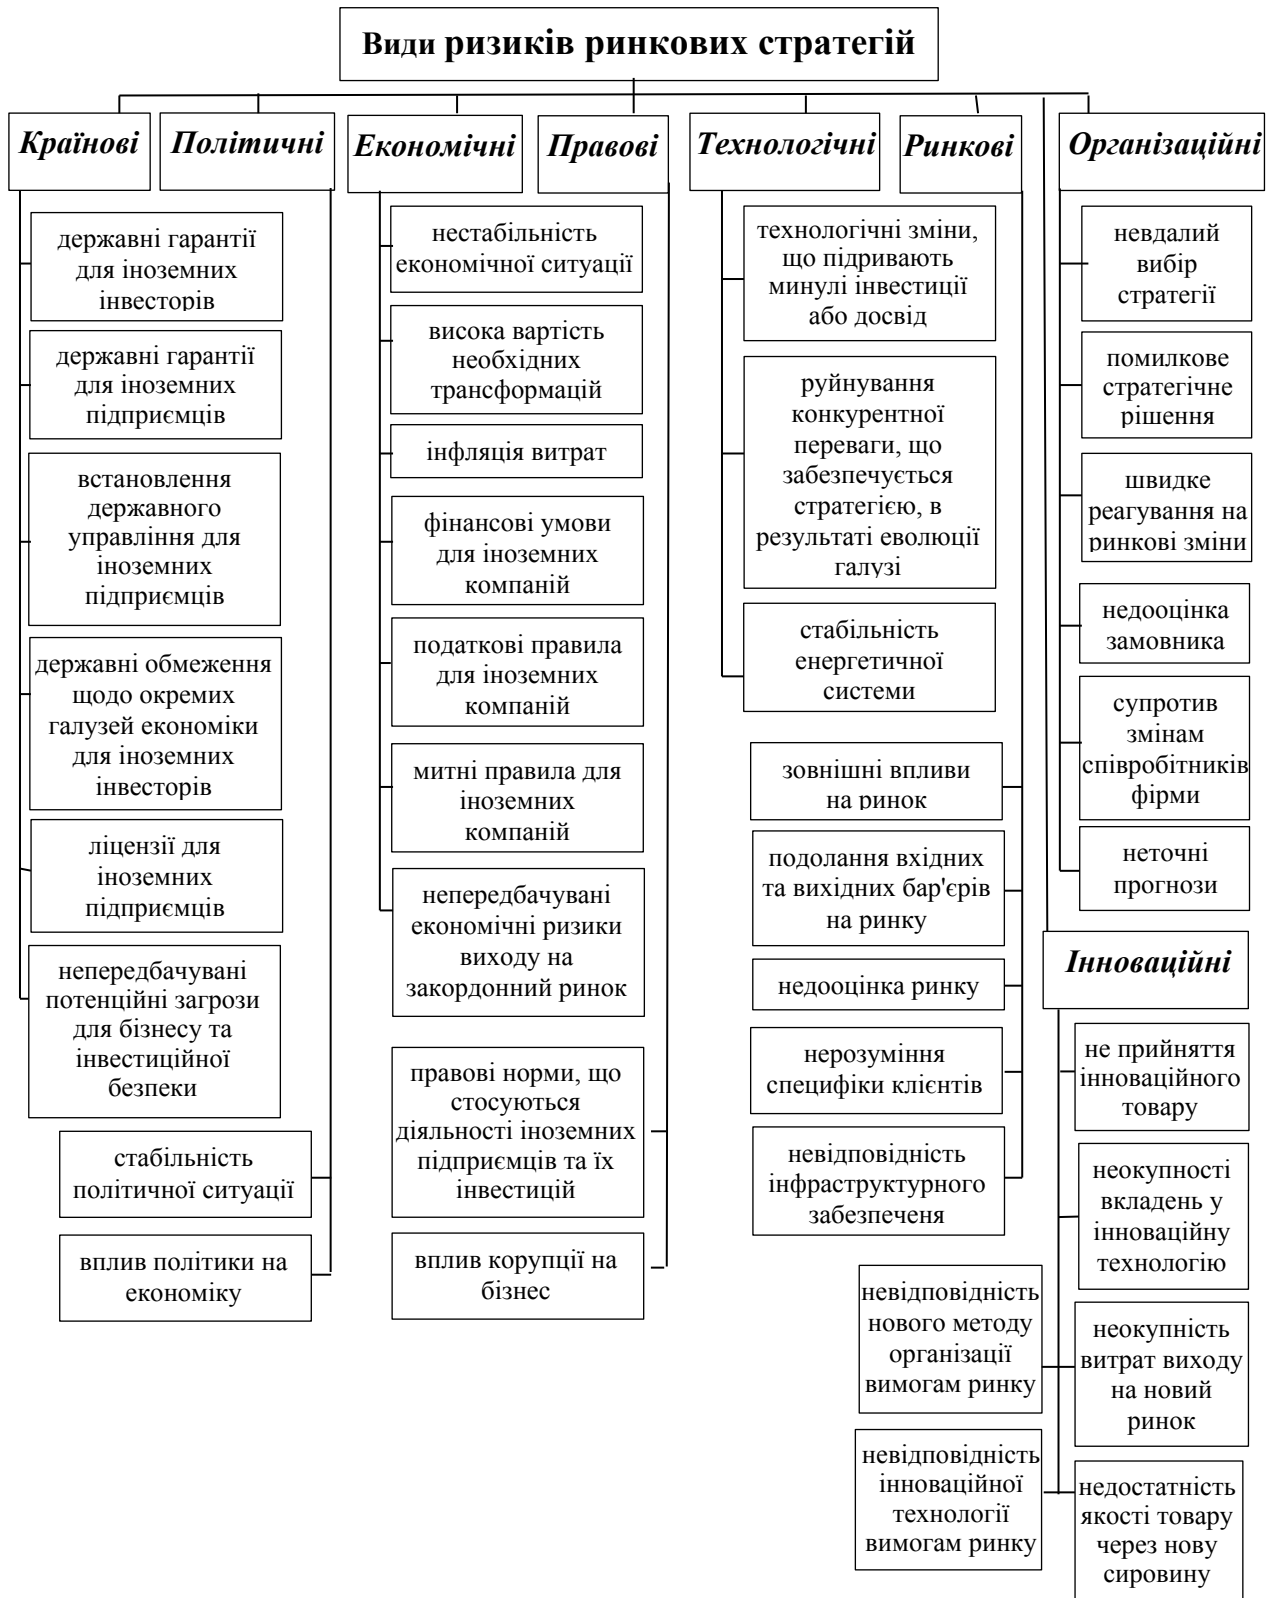 Види ризиків ринкових стратегій
Країнові
Політичні
Економічні
Правові
Технологічні
Ринкові
Організаційні
державні гарантії
для іноземних
інвесторів
державні гарантії
для іноземних
підприємців
встановлення
державного
управління для
іноземних
підприємців
державні обмеження
щодо окремих
галузей економіки
для іноземних
інвесторів
ліцензії для
іноземних
підприємців
непередбачувані
потенційні загрози
для бізнесу та
інвестиційної
безпеки
стабільність
політичної ситуації
вплив політики на
економіку
нестабільність
економічної ситуації
висока вартість
необхідних
трансформацій
інфляція витрат
фінансові умови
для іноземних
компаній
податкові правила
для іноземних
компаній
митні правила для
іноземних
компаній
непередбачувані
економічні ризики
виходу на
закордонний ринок
правові норми, що
стосуються
діяльності іноземних
підприємців та їх
інвестицій
вплив корупції на
бізнес
технологічні зміни,
що підривають
минулі інвестиції
або досвід
руйнування
конкурентної
переваги, що
забезпечується
стратегією, в
результаті еволюції
галузі
стабільність
енергетичної
системи
зовнішні впливи
на ринок
подолання вхідних
та вихідних бар'єрів
на ринку
недооцінка ринку
нерозуміння
специфіки клієнтів
невідповідність
інфраструктурного
забезпеченя
невдалий
вибір
стратегії
помилкове
стратегічне
рішення
швидке
реагування на
ринкові зміни
недооцінка
замовника
супротив
змінам
співробітників
фірми
неточні
прогнози
Інноваційні
не прийняття
інноваційного
товару
неокупності
вкладень у
інноваційну
технологію
невідповідність
нового методу
організації
вимогам ринку
неокупність
витрат виходу
на новий
ринок
невідповідність
інноваційної
технології
вимогам ринку
недостатність
якості товару
через нову
сировину